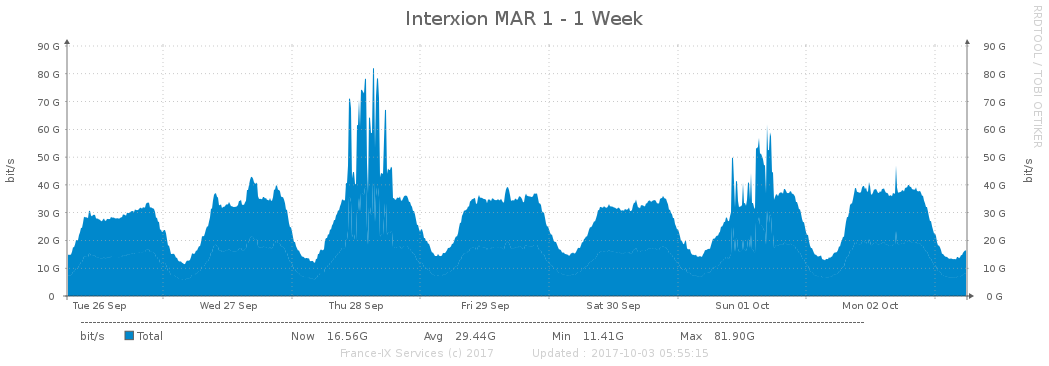 Interxion MAR 1 - 1 Week
RRDTOOL / TOBI OETIKER
bit/s
90 G
80 G
70 G
60 G
50 G
40 G
30 G
20 G
10 G
0
90 G
80 G
70 G
60 G
50 G
40 G
30 G
20 G
10 G
0 G
bit/s
Tue 26 Sep Wed 27 Sep Thu 28 Sep Fri 29 Sep Sat 30 Sep Sun 01 Oct Mon 02 Oct
bit/s Total Now 16.56G Avg 29.44G Min 11.41G Max 81.90G
France-IX Services (c) 2017 Updated : 2017-10-03 05:55:15